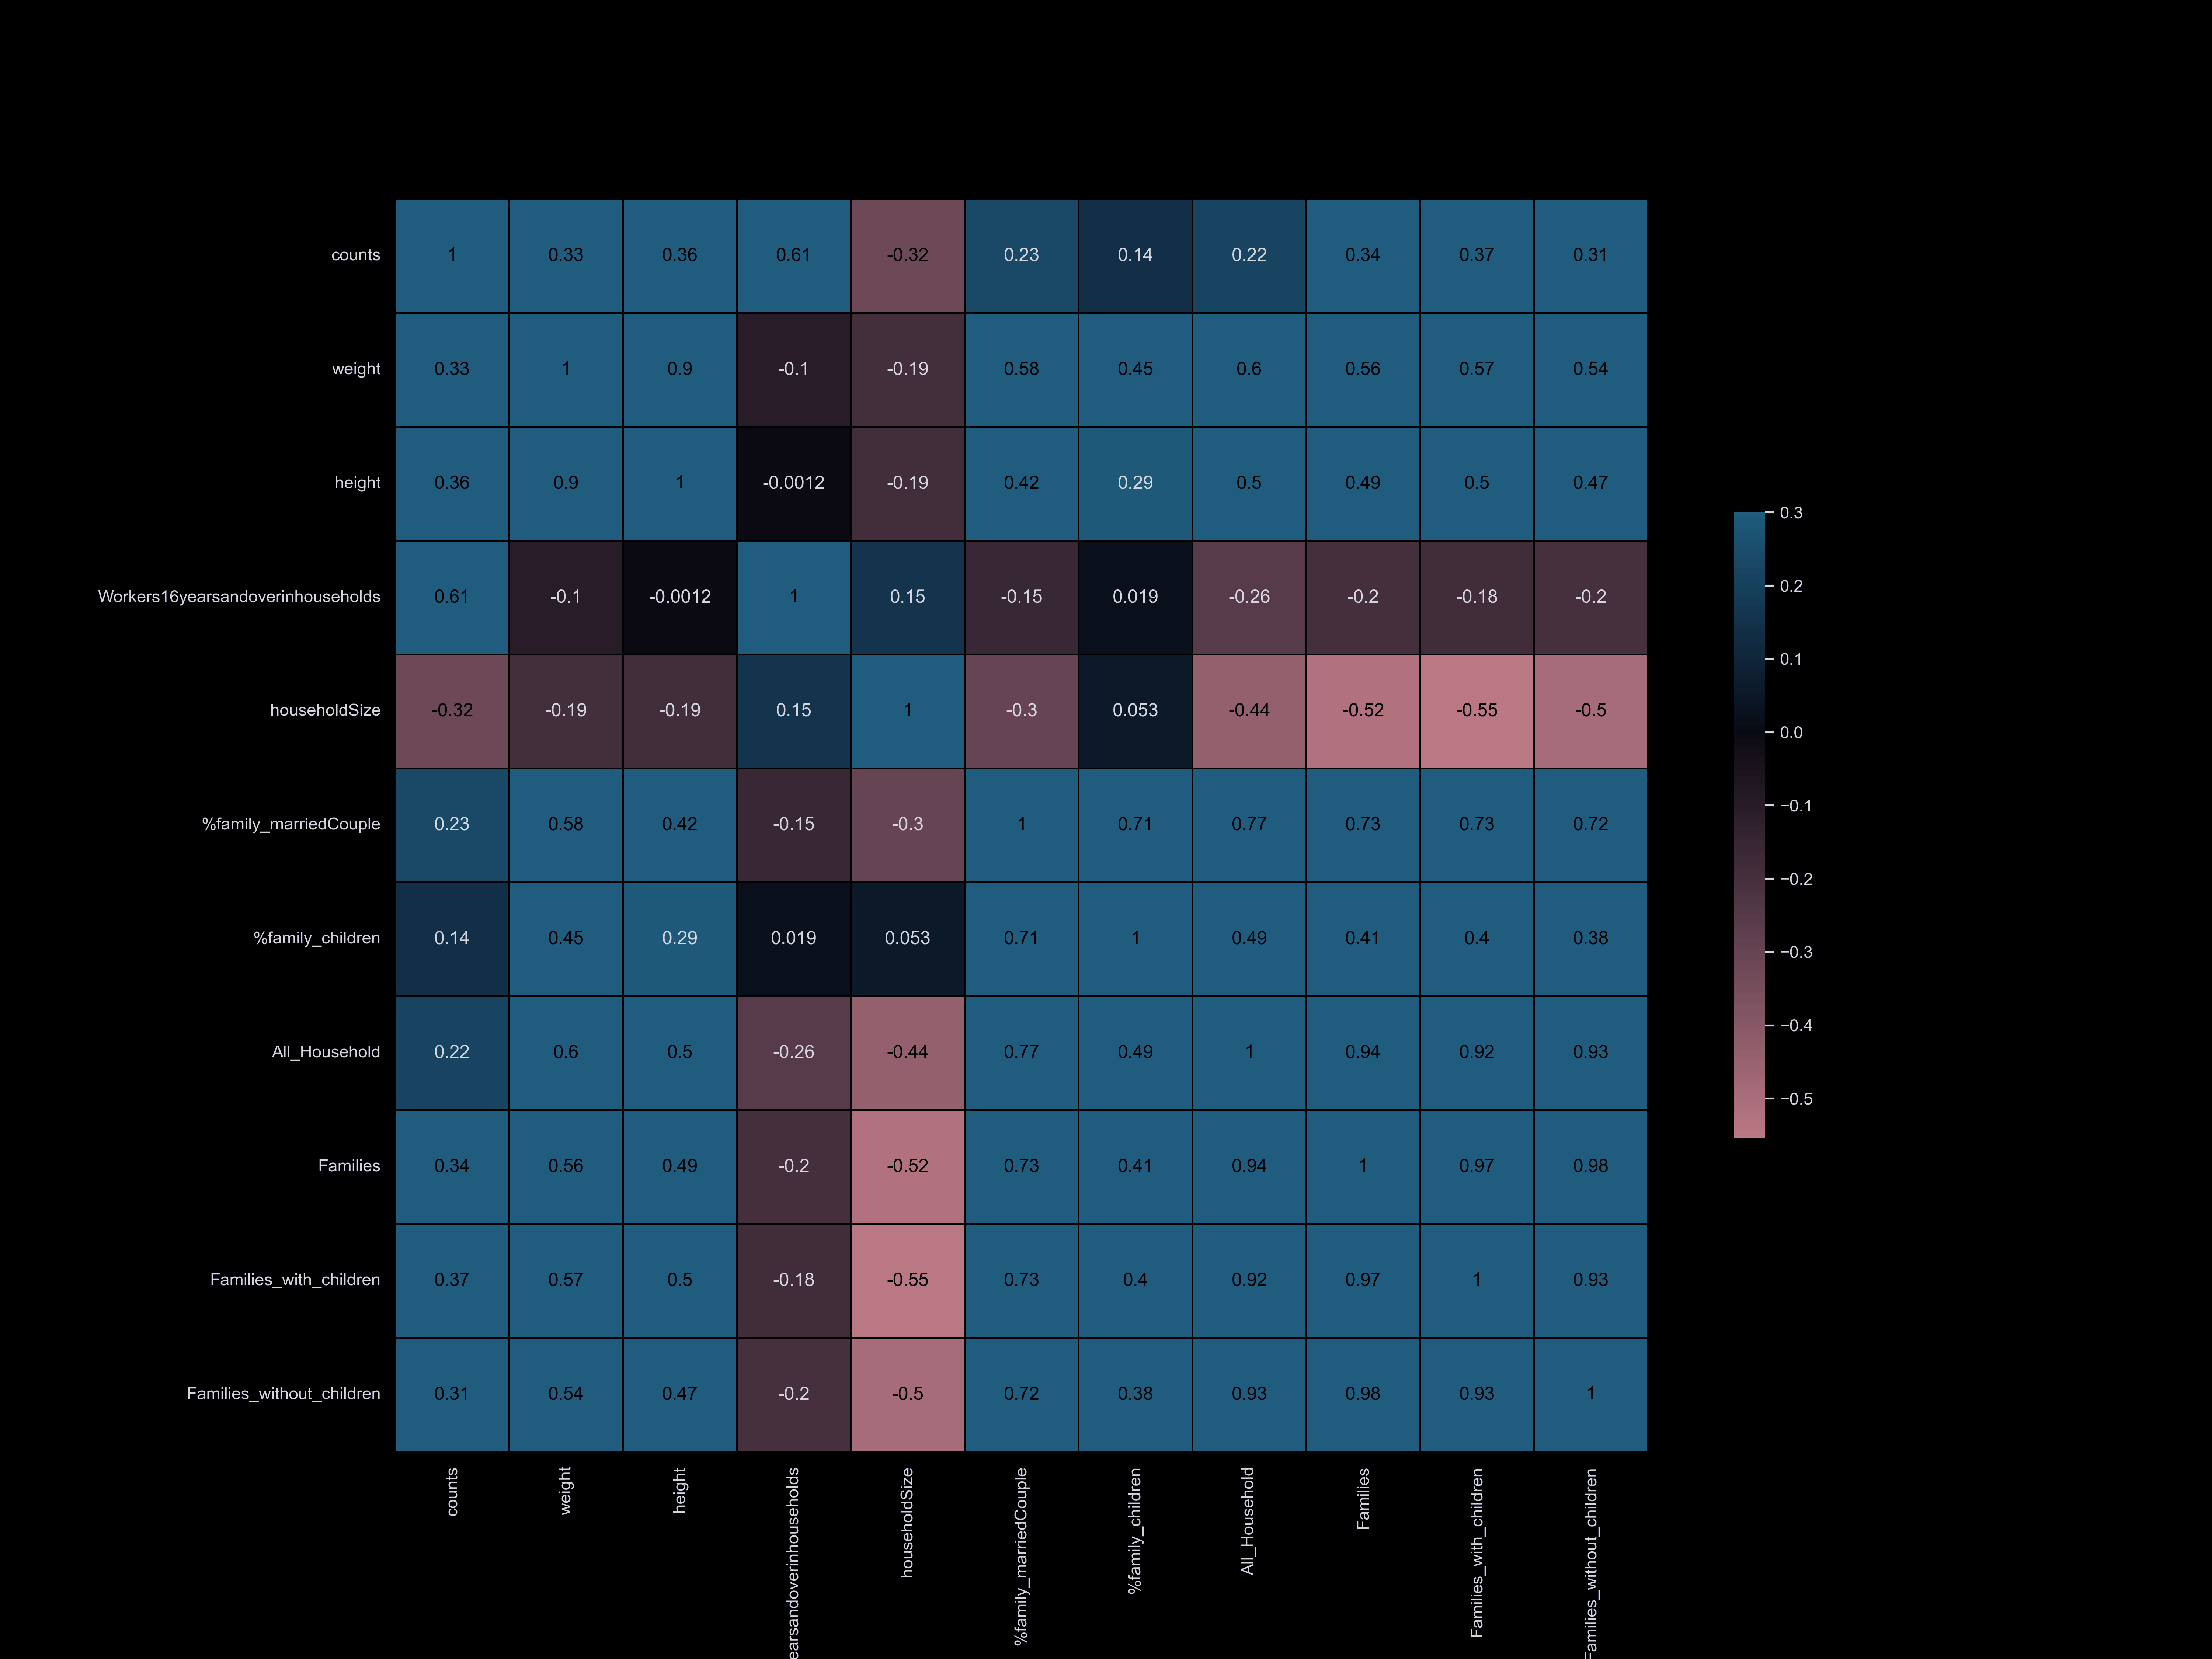 counts 1 0.33 0.36 0.61 -0.32 0.23 0.14 0.22 0.34 0.37 0.31
weight 0.33 1 0.9 -0.1 -0.19 0.58 0.45 0.6 0.56 0.57 0.54
height 0.36 0.9 1 -0.0012 -0.19 0.42 0.29 0.5 0.49 0.5 0.47
Workers16yearsandoverinhouseholds 0.61 -0.1 -0.0012 1 0.15 -0.15 0.019 -0.26 -0.2 -0.18 -0.2
householdSize -0.32 -0.19 -0.19 0.15 1 -0.3 0.053 -0.44 -0.52 -0.55 -0.5
%family_marriedCouple 0.23 0.58 0.42 -0.15 -0.3 1 0.71 0.77 0.73 0.73 0.72
%family_children 0.14 0.45 0.29 0.019 0.053 0.71 1 0.49 0.41 0.4 0.38
All_Household 0.22 0.6 0.5 -0.26 -0.44 0.77 0.49 1 0.94 0.92 0.93
Families 0.34 0.56 0.49 -0.2 -0.52 0.73 0.41 0.94 1 0.97 0.98
Families_with_children 0.37 0.57 0.5 -0.18 -0.55 0.73 0.4 0.92 0.97 1 0.93
Families_without_children 0.31 0.54 0.47 -0.2 -0.5 0.72 0.38 0.93 0.98 0.93 1
counts
weight
height
earsandoverinhouseholds
householdSize
%family_marriedCouple
%family_children
All_Household
Families
Families_with_children
Families_without_children
0.3
0.2
0.1
0.0
−0.1
−0.2
−0.3
−0.4
−0.5